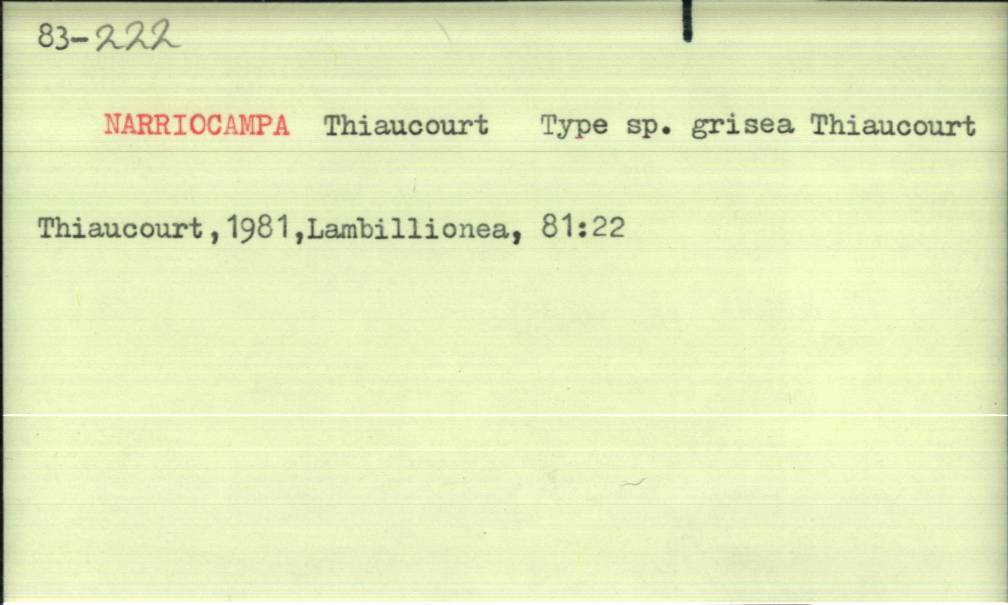 83-222
NARRIOCAMPA Thiaucourt Type sp. grisea Thiaucourt
Thiaucourt,1981,Lambillionea, 81:22